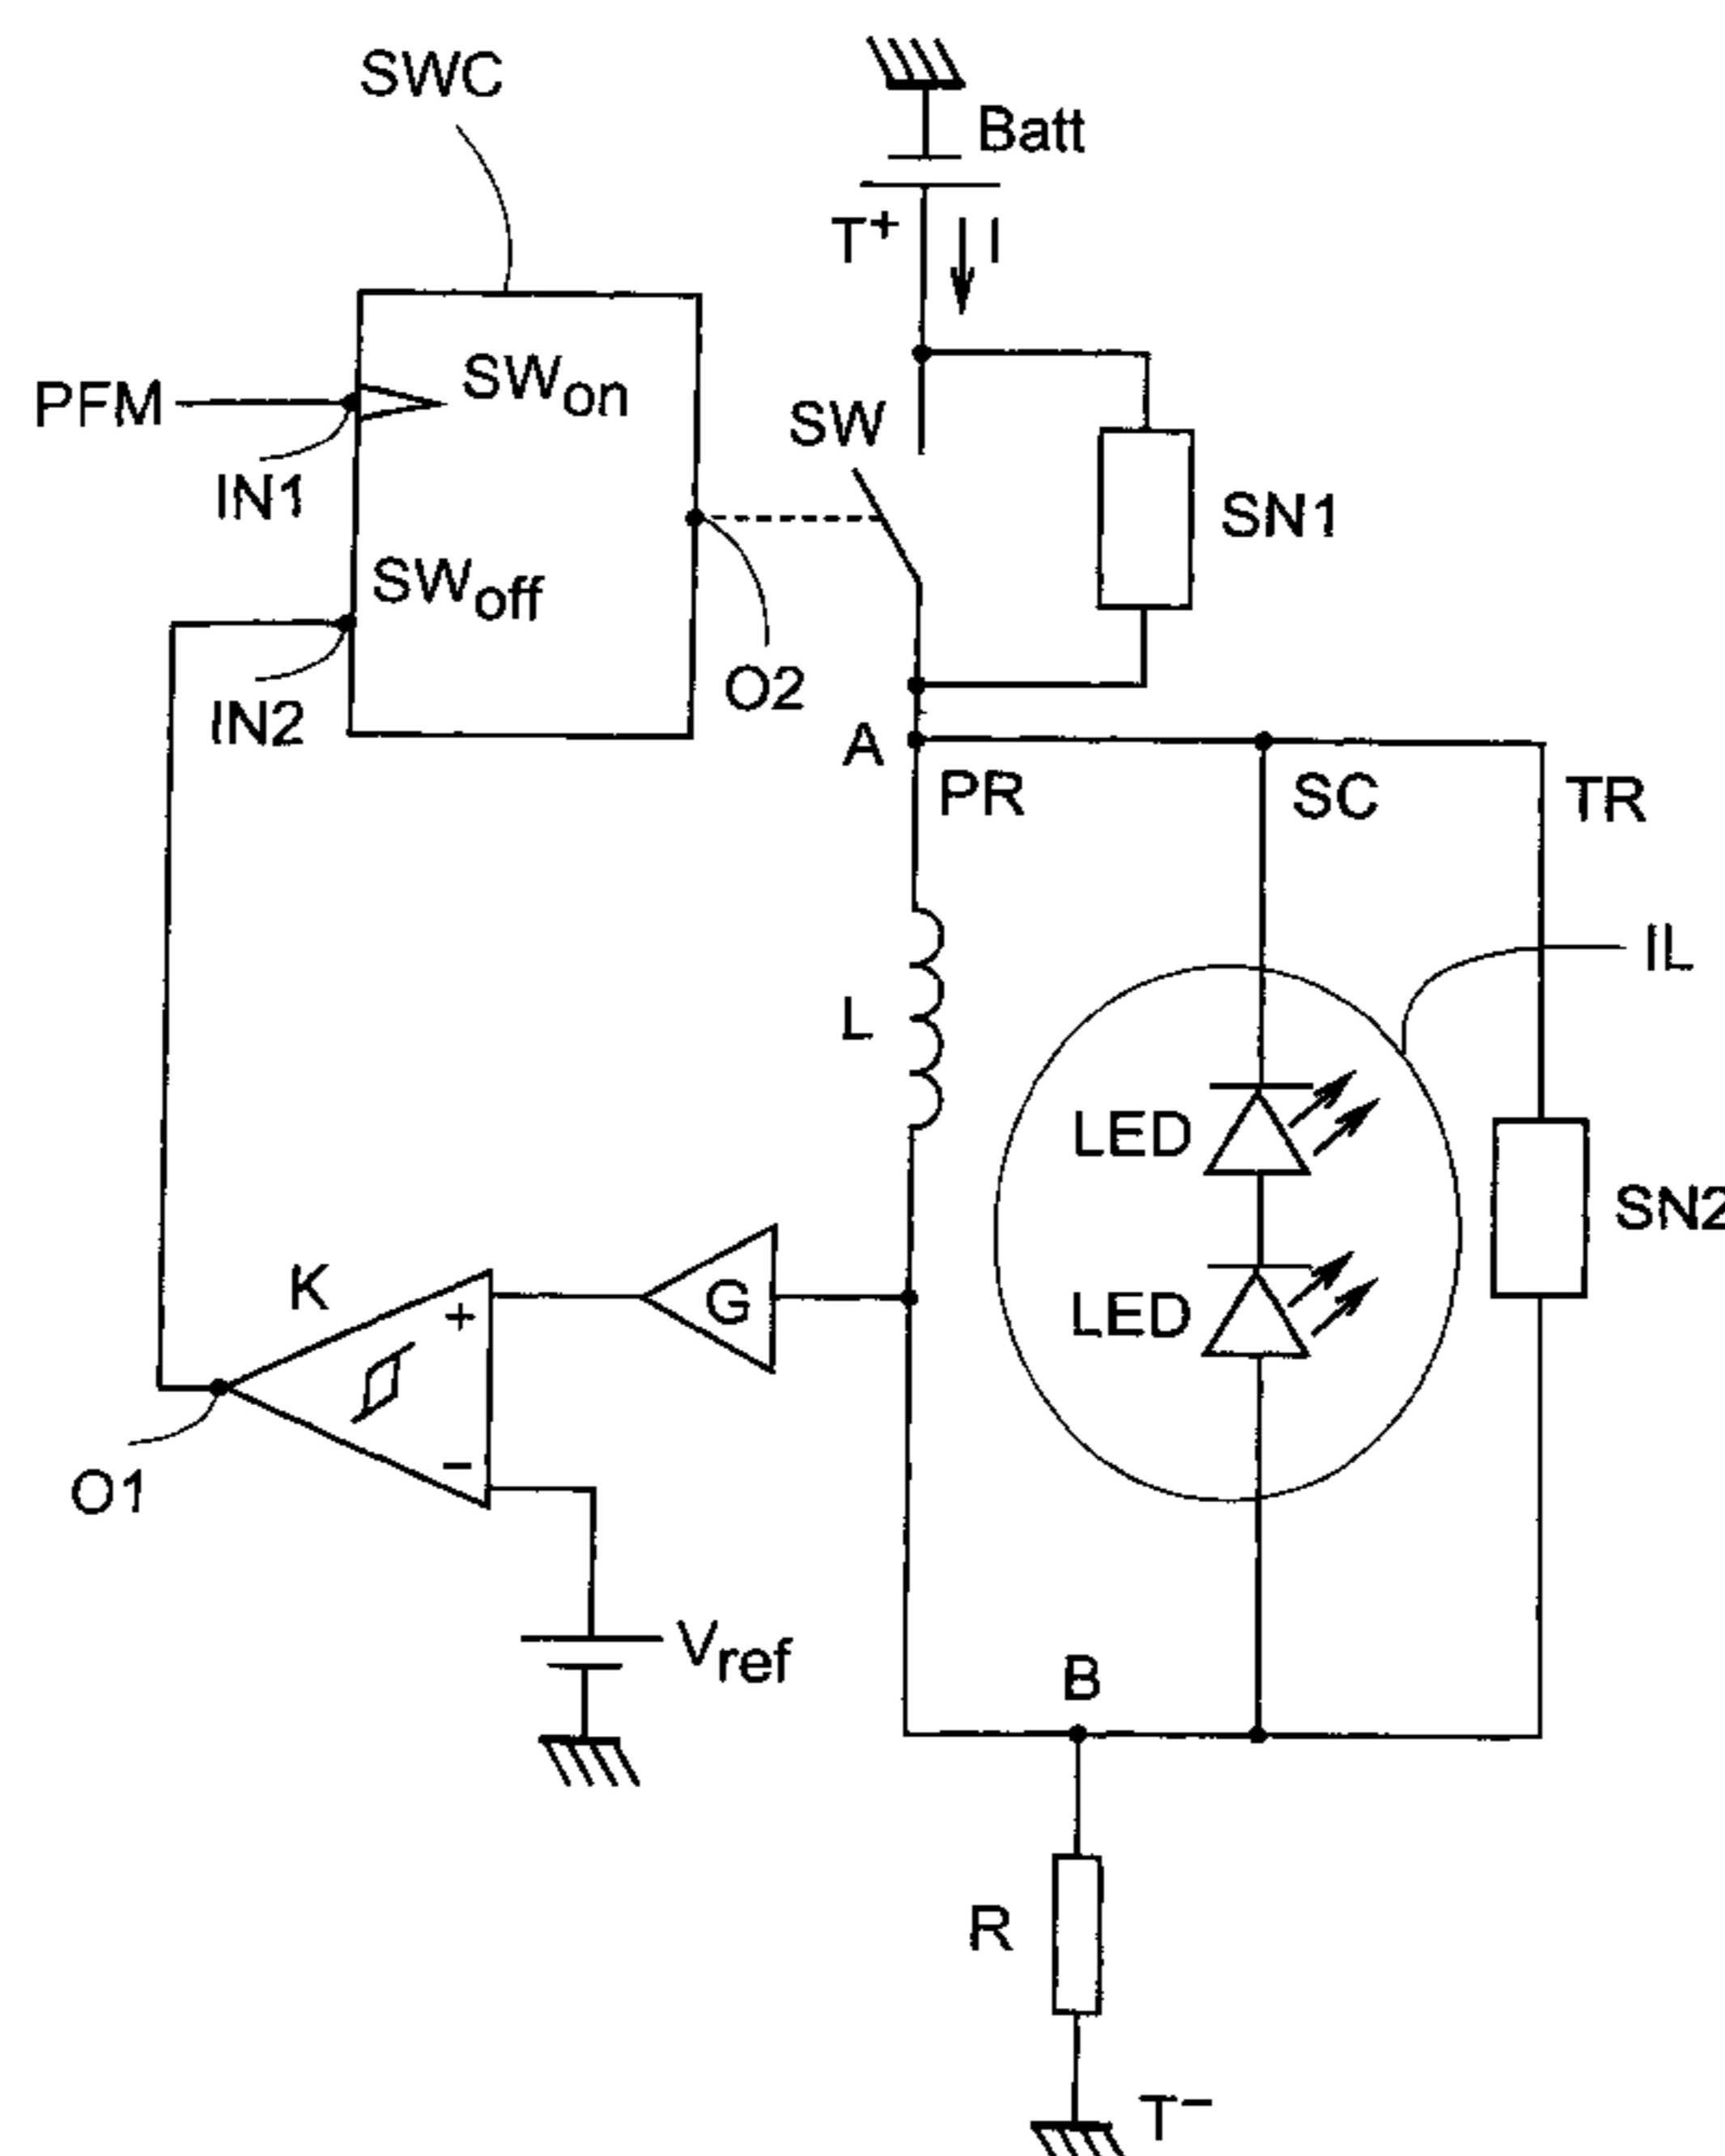 SWC
Batt
T+
I
PFM
SWon
SW
IN1
SN1
SWoff
O2
IN2
A
PR
SC
TR
IL
L
LED
SN2
K
G
+
LED
−
O1
Vref
B
R
T−